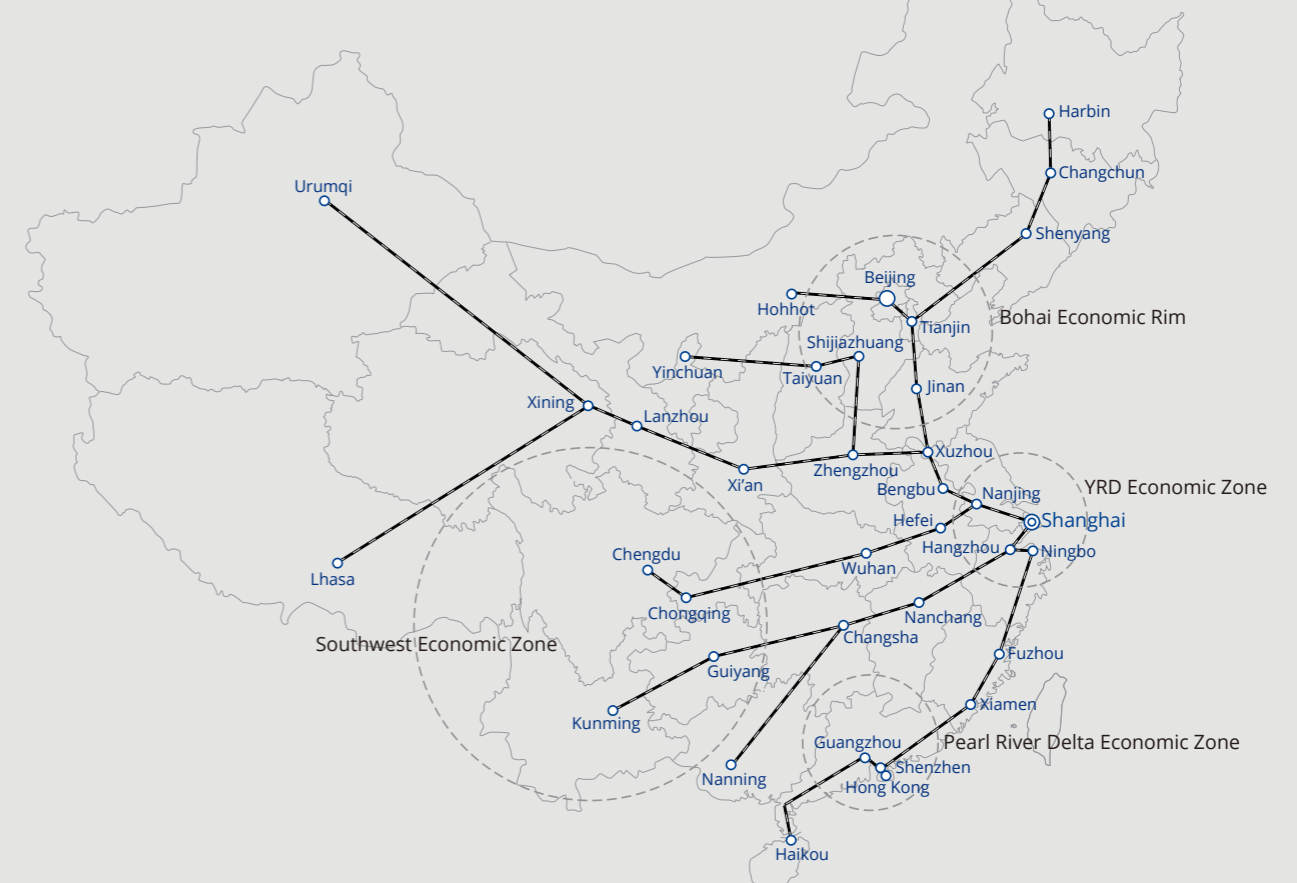 Harbin
Changchun
Urumqi
Shenyang
Beijing
Hohhot
Bohai Economic Rim
Tianjin
Shijiazhuang
Yinchuan
Taiyuan
Jinan
Xining
Lanzhou
Xuzhou
Zhengzhou
Xi'an
Bengbu
Nanjing
YRD Economic Zone
Hefei
Shanghai
Hangzhou
Ningbo
Chengdu
Wuhan
Lhasa
Chongqing
Nanchang
Changsha
Southwest Economic Zone
Fuzhou
Guiyang
Xiamen
Kunming
Guangzhou
Pearl River Delta Economic Zone
Shenzhen
Nanning
Hong Kong
Haikou